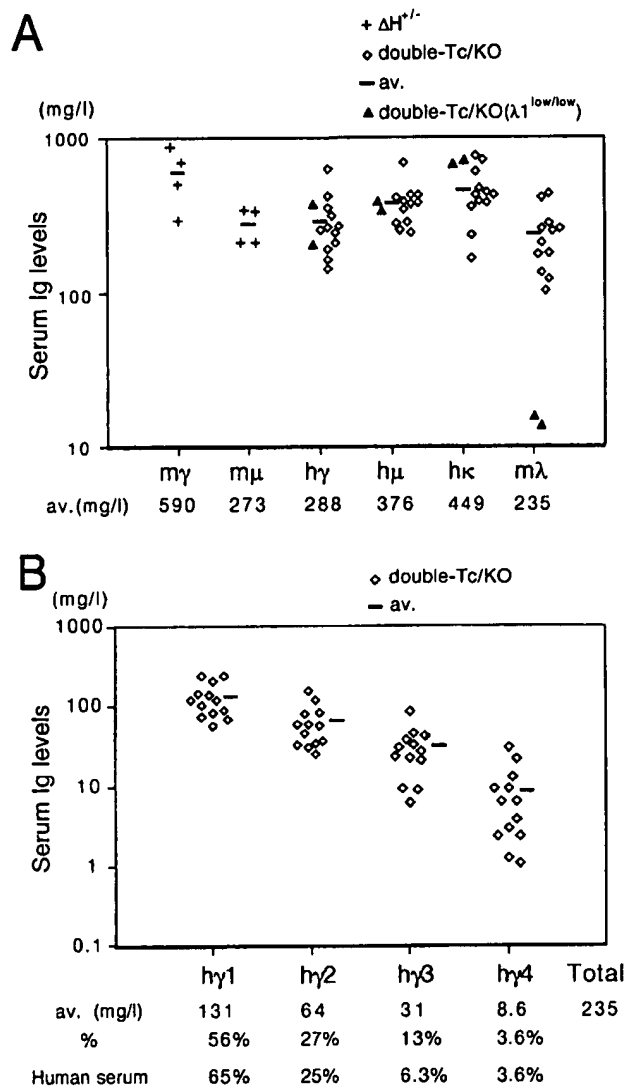 A
+ ΔH+/-
◇ double-Tc/KO
– av.
▲ double-Tc/KO(λ1low/low)
(mg/l)
1000
100
10
Serum Ig levels
mγ mμ hγ hμ hκ mλ
av.(mg/l) 590 273 288 376 449 235
B
◇ double-Tc/KO
– av.
(mg/l)
1000
100
10
1
0.1
Serum Ig levels
hγ1 hγ2 hγ3 hγ4 Total
av. (mg/l) 131 64 31 8.6 235
% 56% 27% 13% 3.6%
Human serum 65% 25% 6.3% 3.6%